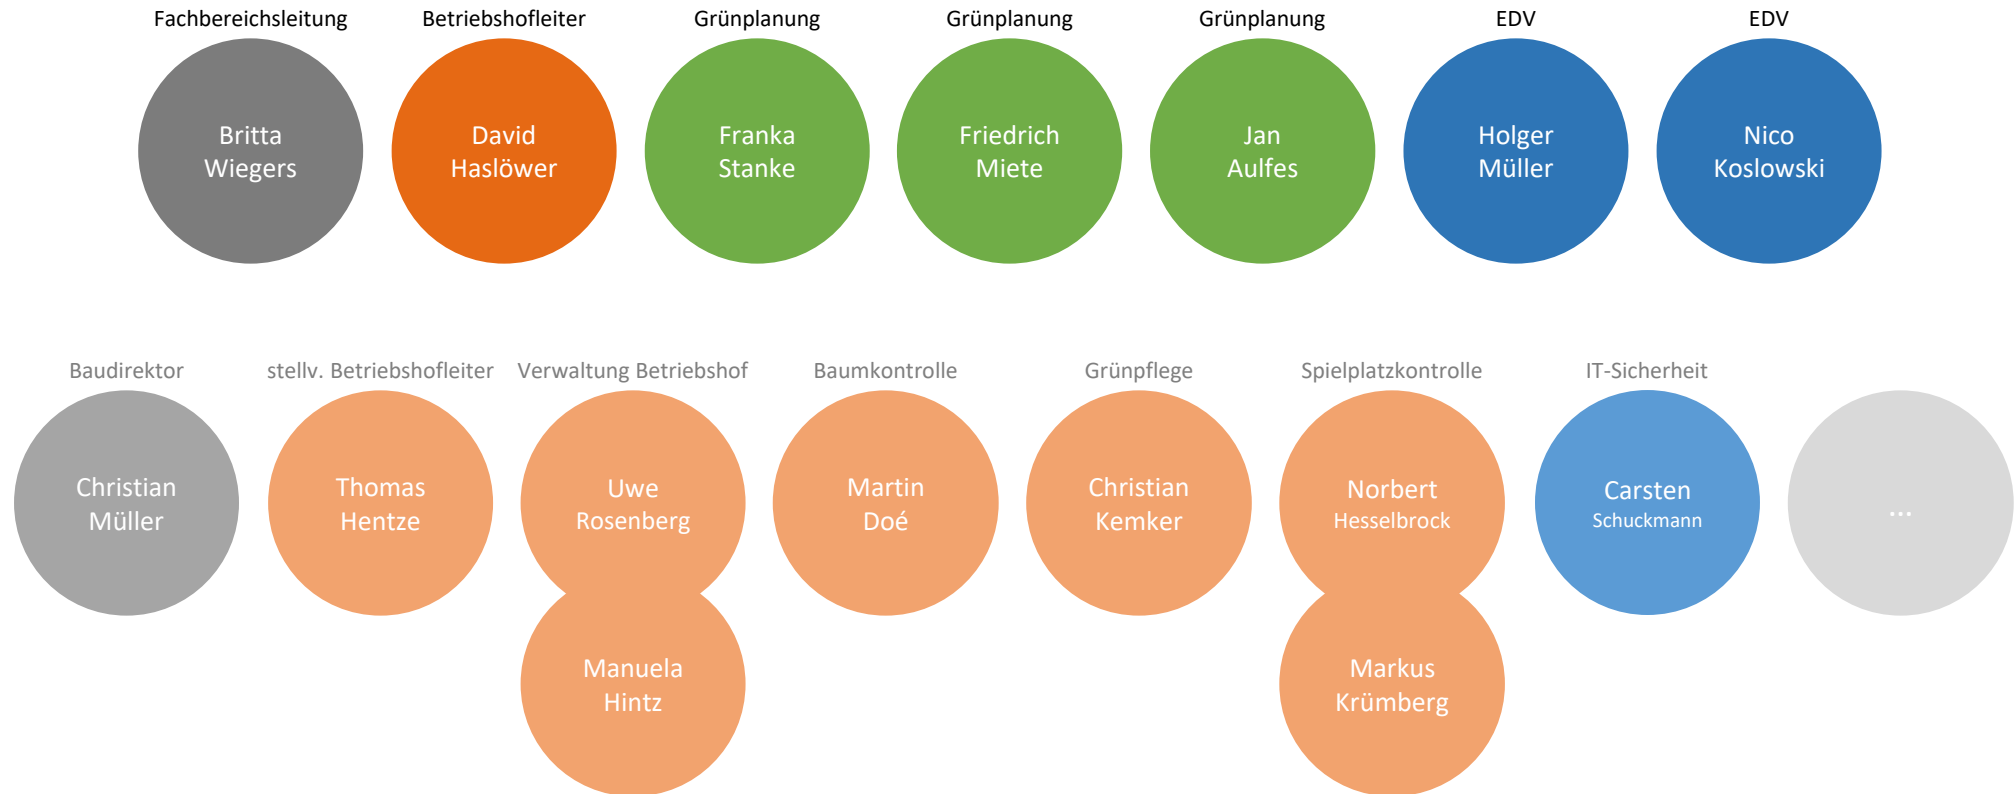 Fachbereichsleitung
Betriebshofleiter
Grünplanung
Grünplanung
Grünplanung
EDV
EDV
Britta
Wiegers
David
Haslöwer
Franka
Stanke
Friedrich
Miete
Jan
Aulfes
Holger
Müller
Nico
Koslowski
Baudirektor
stellv. Betriebshofleiter
Verwaltung Betriebshof
Baumkontrolle
Grünpflege
Spielplatzkontrolle
IT-Sicherheit
Christian
Müller
Thomas
Hentze
Uwe
Rosenberg
Martin
Doé
Christian
Kemker
Norbert
Hesselbrock
Carsten
Schuckmann
...
Manuela
Hintz
Markus
Krümberg